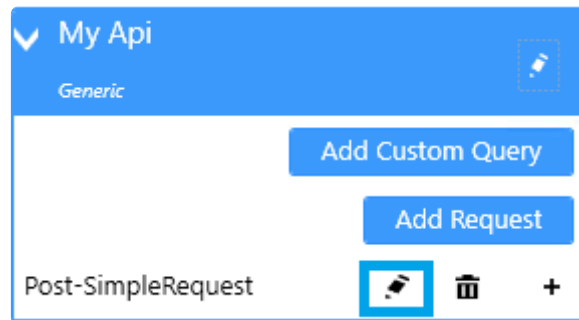 My Api
Generic
Add Custom Query
Add Request
Post-SimpleRequest